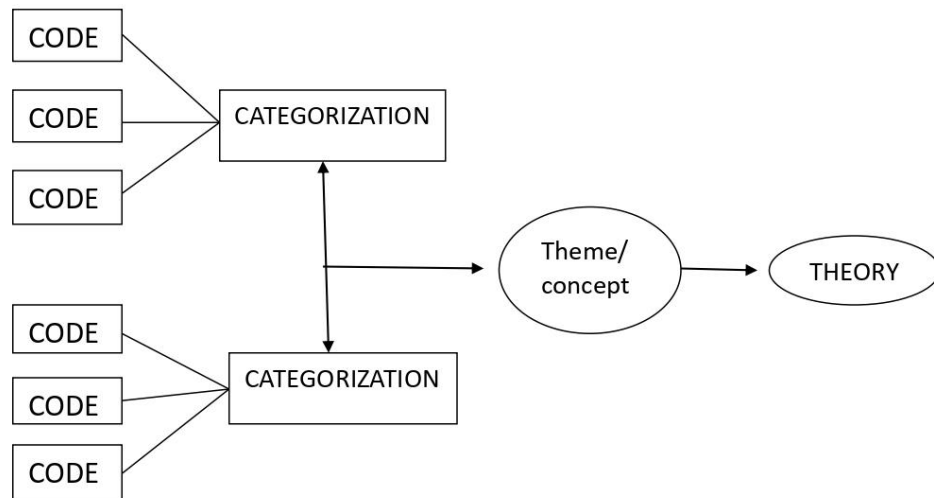 CODE
CODE
CODE
CATEGORIZATION
Theme/
concept
THEORY
CODE
CODE
CODE
CATEGORIZATION